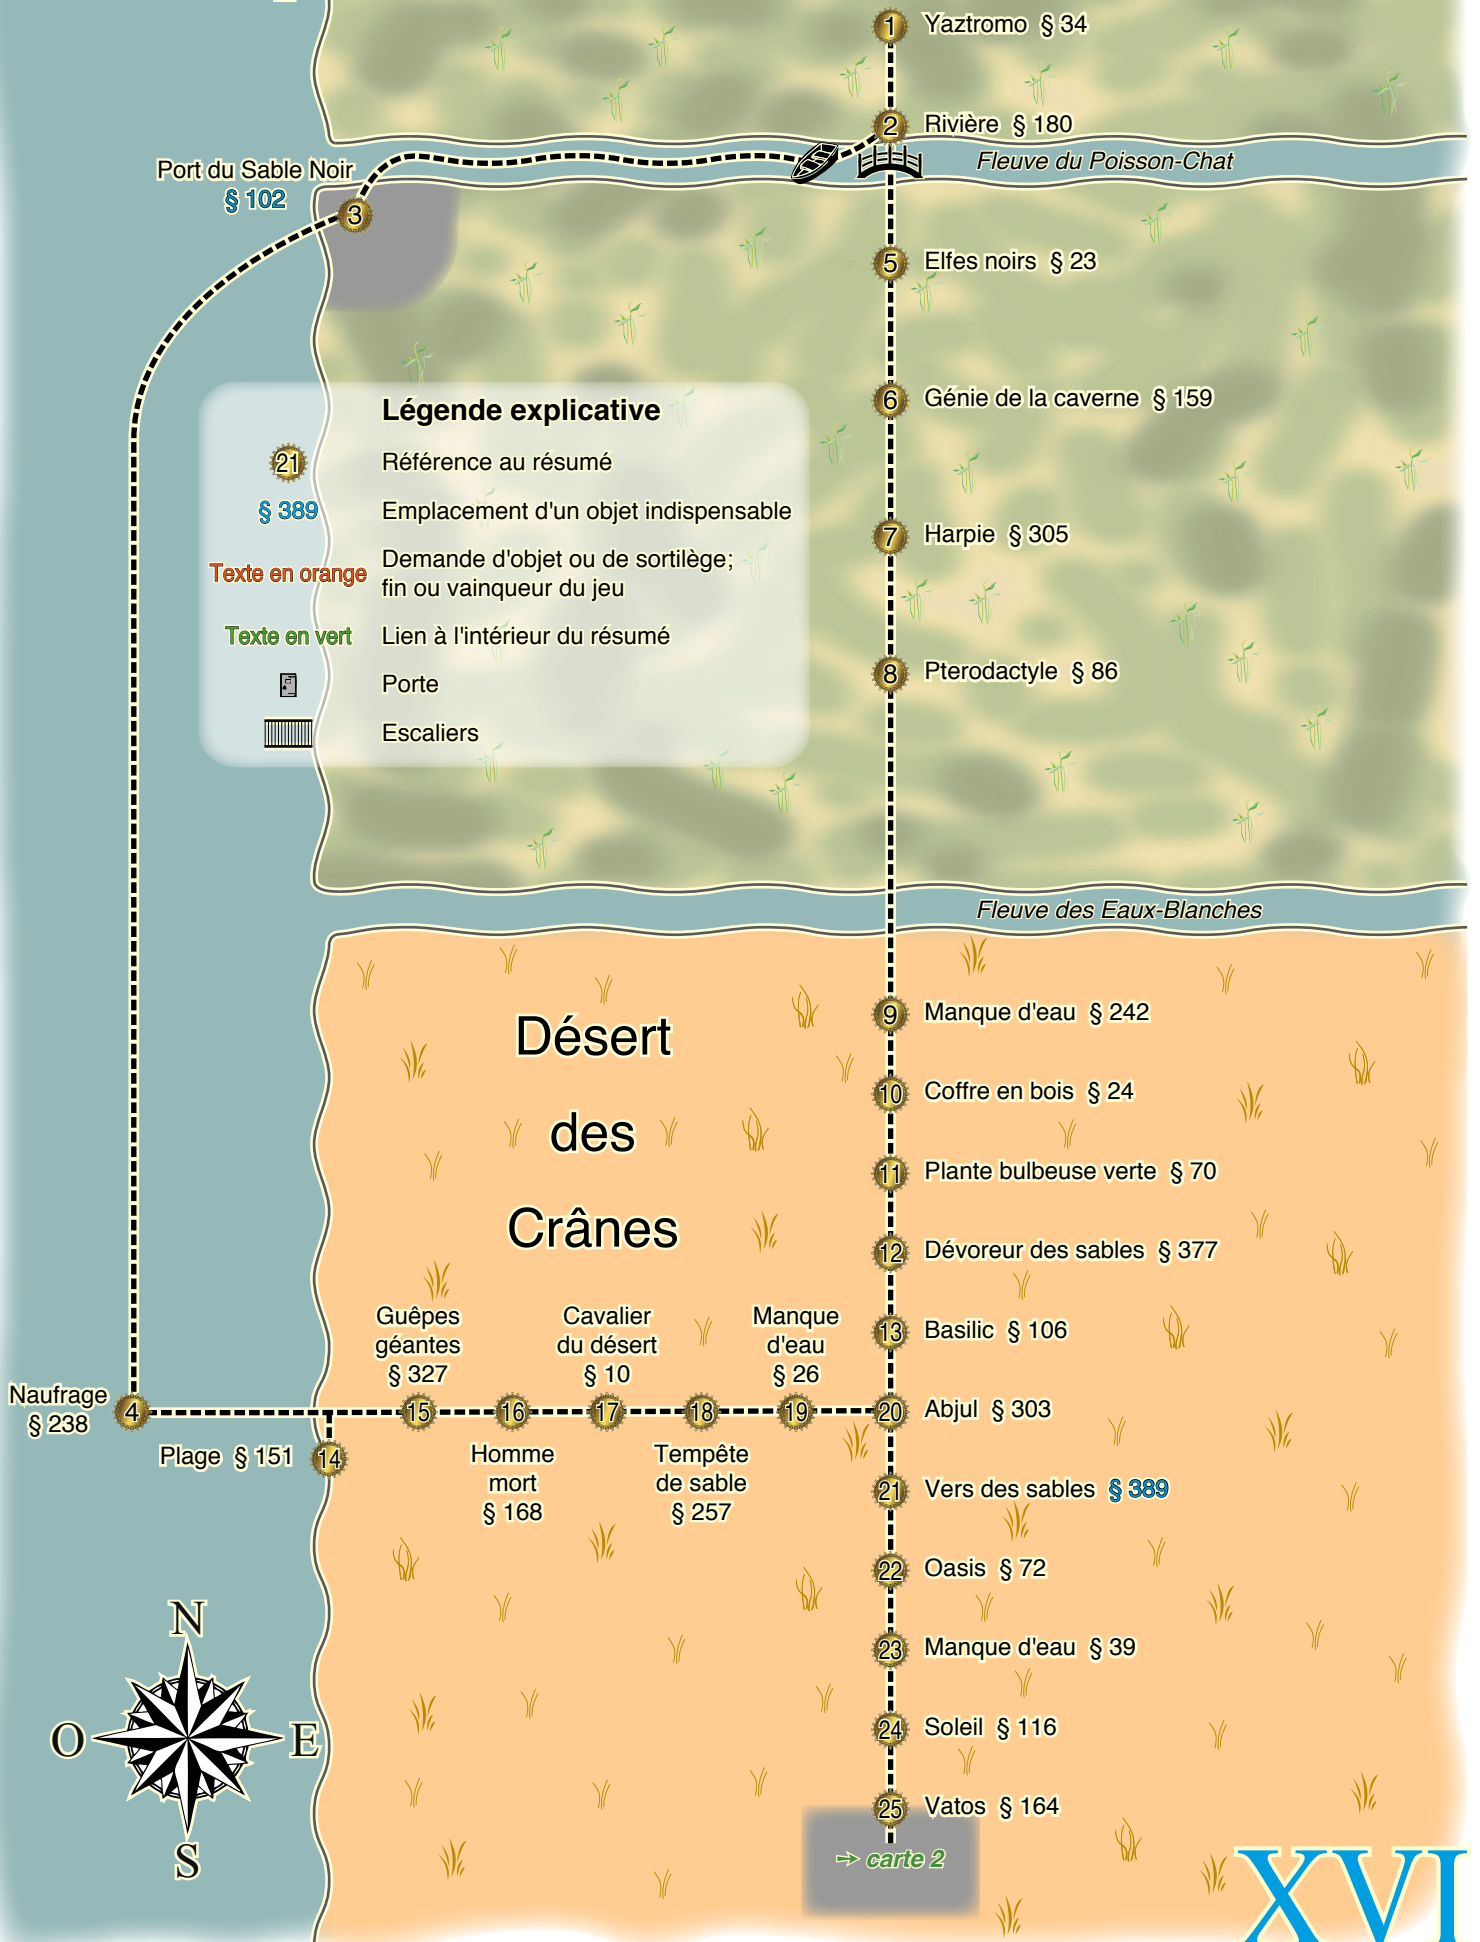 1 Yaztromo § 34
2 Rivière § 180
Fleuve du Poisson-Chat
Port du Sable Noir
§ 102
3
5 Elfes noirs § 23
6 Génie de la caverne § 159
Légende explicative
21 Référence au résumé
§ 389 Emplacement d'un objet indispensable
Texte en orange Demande d'objet ou de sortilège;
fin ou vainqueur du jeu
Texte en vert Lien à l'intérieur du résumé
Porte
Escaliers
7 Harpie § 305
8 Pterodactyle § 86
Fleuve des Eaux-Blanches
Désert
des
Crânes
9 Manque d'eau § 242
10 Coffre en bois § 24
11 Plante bulbeuse verte § 70
12 Dévoreur des sables § 377
13 Basilic § 106
Naufrage
§ 238
4
Plage § 151
14
Guêpes
géantes
§ 327
15
16
Homme
mort
§ 168
Cavalier
du désert
§ 10
17
18
Tempête
de sable
§ 257
Manque
d'eau
§ 26
19
20 Abjul § 303
21 Vers des sables § 389
22 Oasis § 72
23 Manque d'eau § 39
24 Soleil § 116
25 Vatos § 164
→ carte 2
N
O
E
S
XVI